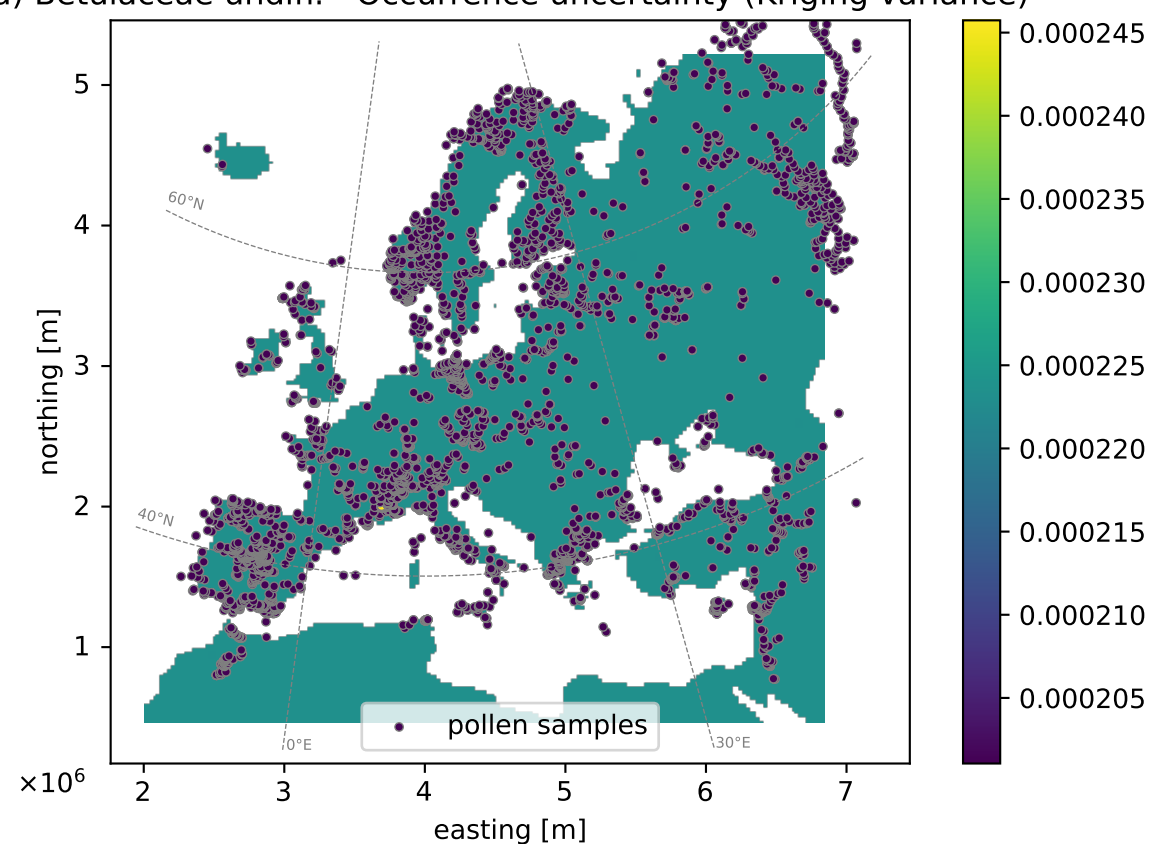 Betulaceae undiff. - Occurrence uncertainty (Kriging variance)
0.000245
0.000240
0.000235
0.000230
0.000225
0.000220
0.000215
0.000210
0.000205
5
4
3
2
1
northing [m]
60°N
40°N
0°E
30°E
pollen samples
×10⁶
2 3 4 5 6 7
easting [m]